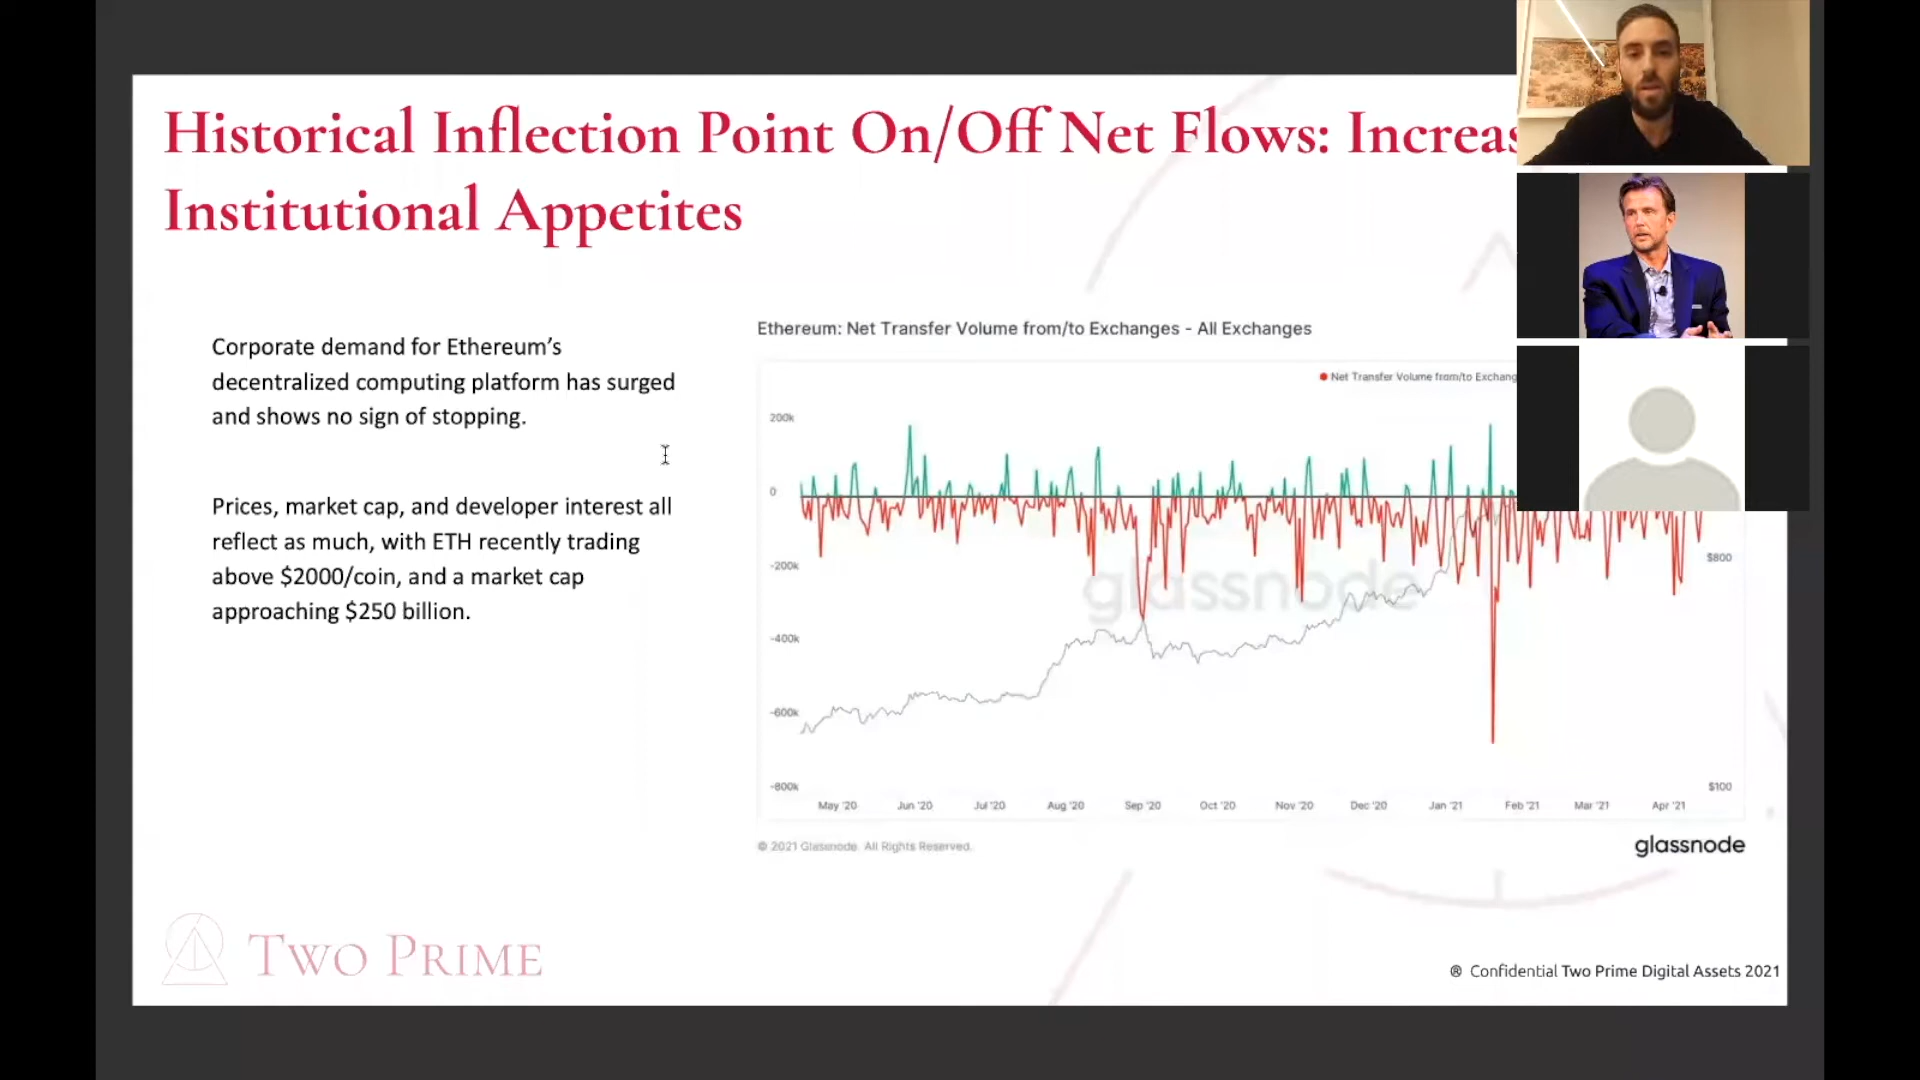 Historical Inflection Point On/Off Net Flows: Increas
Institutional Appetites
Corporate demand for Ethereum’s
decentralized computing platform has surged
and shows no sign of stopping.
Prices, market cap, and developer interest all
reflect as much, with ETH recently trading
above $2000/coin, and a market cap
approaching $250 billion.
Ethereum: Net Transfer Volume from/to Exchanges - All Exchanges
Net Transfer Volume from/to Exchang
200k
0
-200k
-400k
-600k
-800k
$800
$100
glassnode
May '20 Jun '20 Jul '20 Aug '20 Sep '20 Oct '20 Nov '20 Dec '20 Jan '21 Feb '21 Mar '21 Apr '21
© 2021 Glassnode. All Rights Reserved.
glassnode
TWO PRIME
® Confidential Two Prime Digital Assets 2021